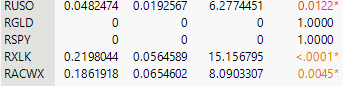 RUSO 0.0482474 0.0192567 6.2774451 0.0122*
RGLD 0 0 0 1.0000
RSPY 0 0 0 1.0000
RXLK 0.2198044 0.0564589 15.156795 <.0001*
RACWX 0.1861918 0.0654602 8.0903307 0.0045*